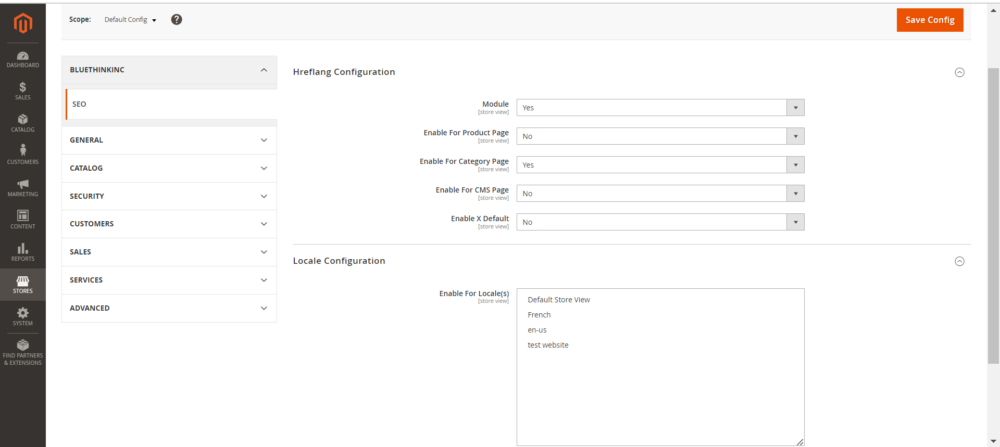 Scope: Default Config ?
Save Config
DASHBOARD
SALES
CATALOG
CUSTOMERS
MARKETING
CONTENT
REPORTS
STORES
SYSTEM
FIND PARTNERS
& EXTENSIONS
BLUETHINKINC
SEO
GENERAL
CATALOG
SECURITY
CUSTOMERS
SALES
SERVICES
ADVANCED
Hreflang Configuration
Module Yes
[store view]
Enable For Product Page No
[store view]
Enable For Category Page Yes
[store view]
Enable For CMS Page No
[store view]
Enable X Default No
[store view]
Locale Configuration
Enable For Locale(s)
[store view]
Default Store View
French
en-us
test website